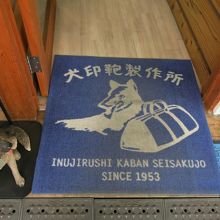 犬印鞄製作所
INUJIRUSHI KABAN SEISAKUJO
SINCE 1953